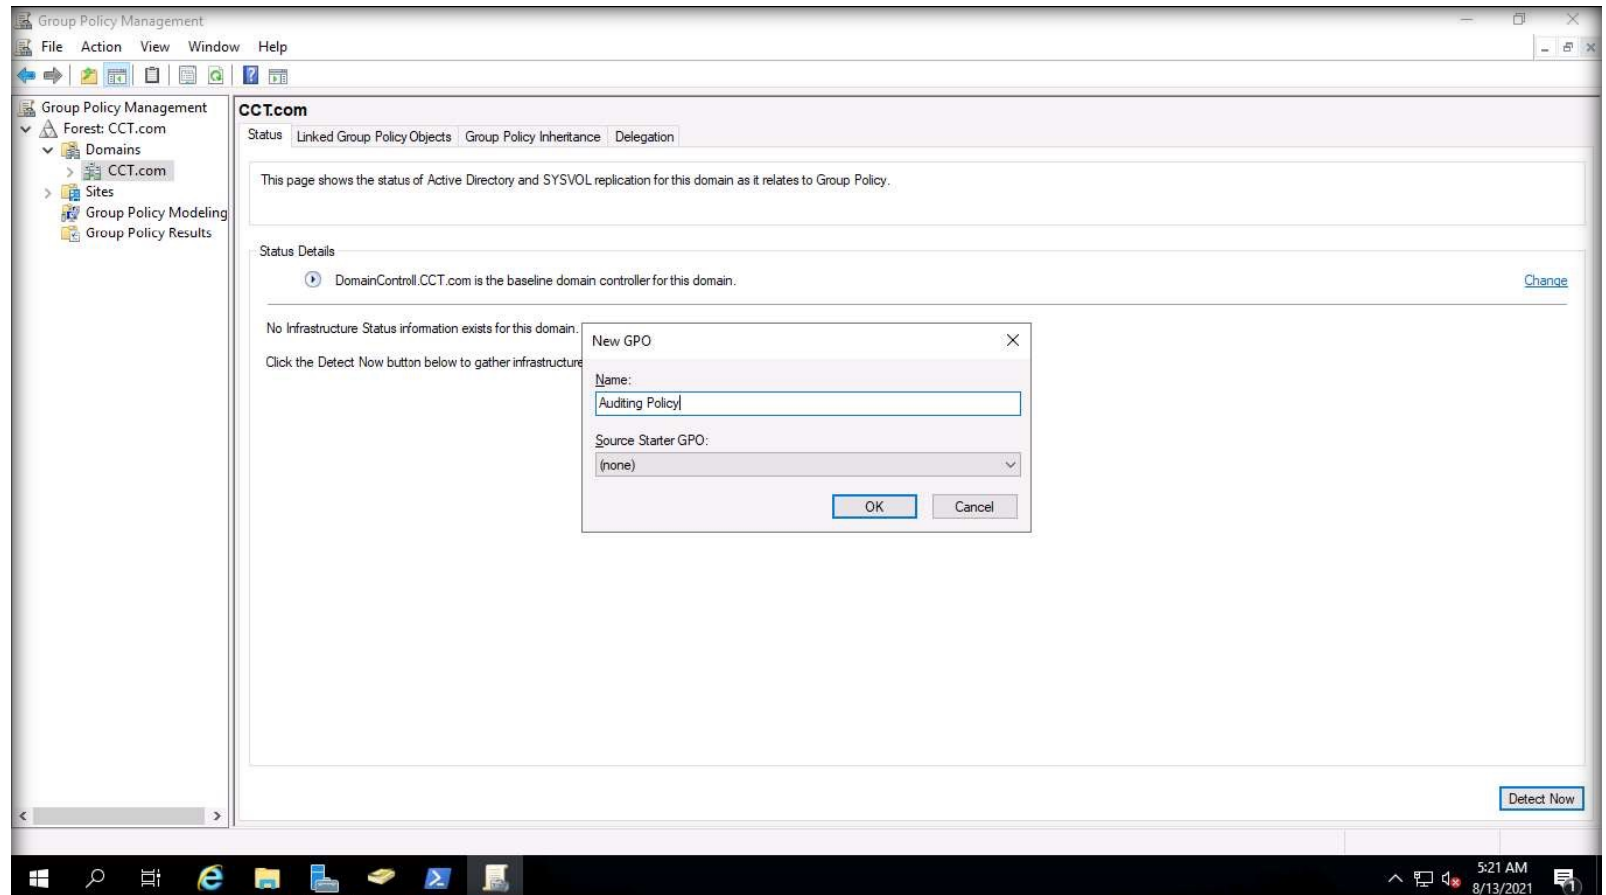 Group Policy Management
File Action View Window Help
Group Policy Management
Forest: CCT.com
Domains
CCT.com
Sites
Group Policy Modeling
Group Policy Results
CCT.com
Status Linked Group Policy Objects Group Policy Inheritance Delegation
This page shows the status of Active Directory and SYSVOL replication for this domain as it relates to Group Policy.
Status Details
DomainControll.CCT.com is the baseline domain controller for this domain.
Change
No Infrastructure Status information exists for this domain.
Click the Detect Now button below to gather infrastructure
New GPO
Name:
Auditing Policy
Source Starter GPO:
(none)
OK Cancel
Detect Now
5:21 AM
8/13/2021
1